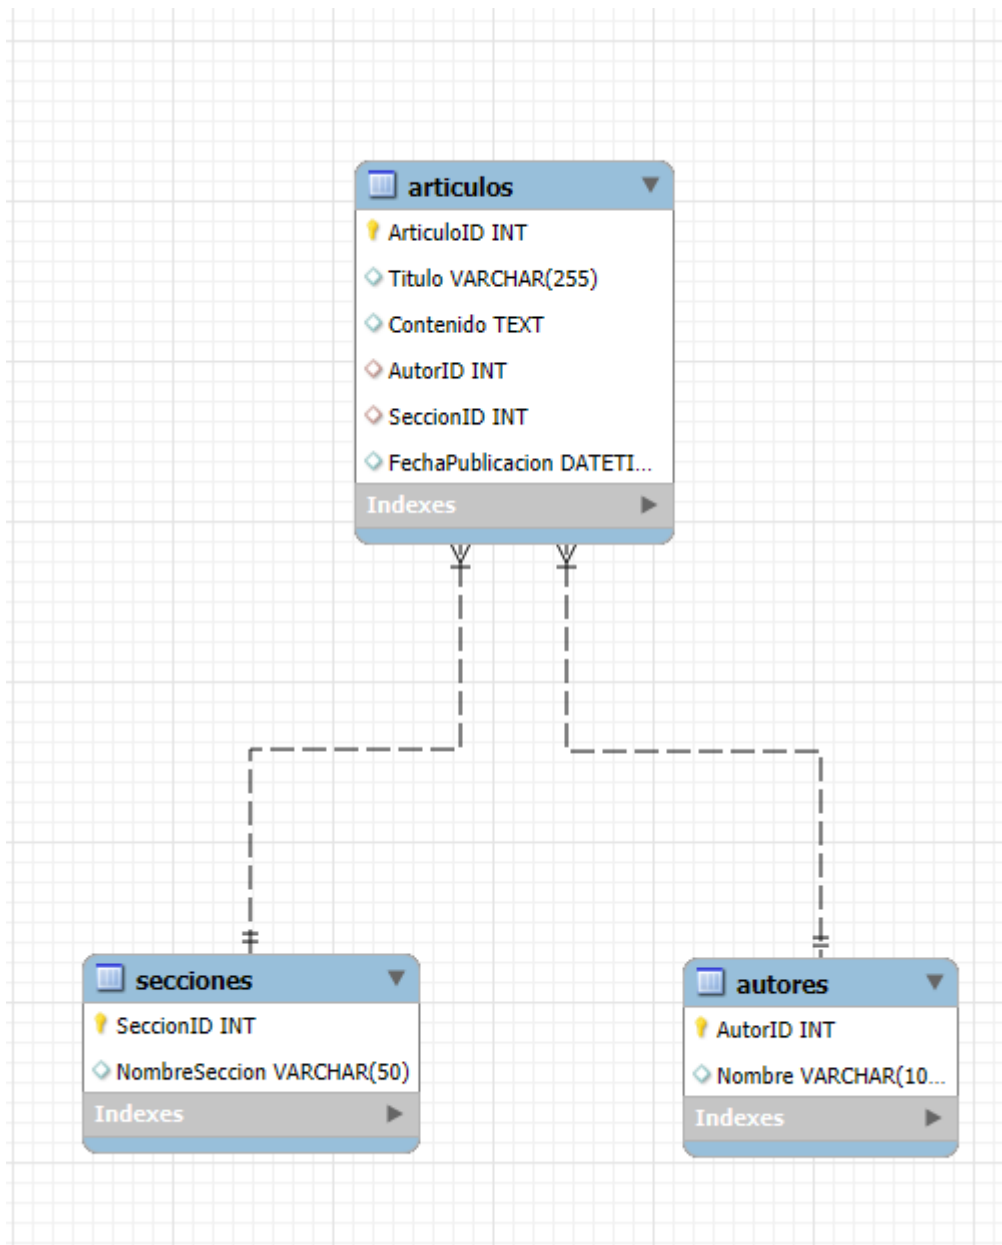 articulos
ArticuloID INT
Titulo VARCHAR(255)
Contenido TEXT
AutorID INT
SeccionID INT
FechaPublicacion DATETI...
Indexes
secciones
SeccionID INT
NombreSeccion VARCHAR(50)
Indexes
autores
AutorID INT
Nombre VARCHAR(10...
Indexes